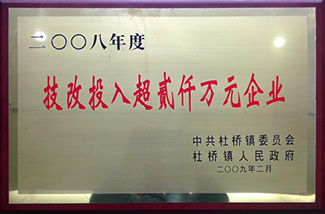 二〇〇八年度
技改投入超贰仟万元企业
中共杜桥镇委员会
杜桥镇人民政府
二〇〇九年二月